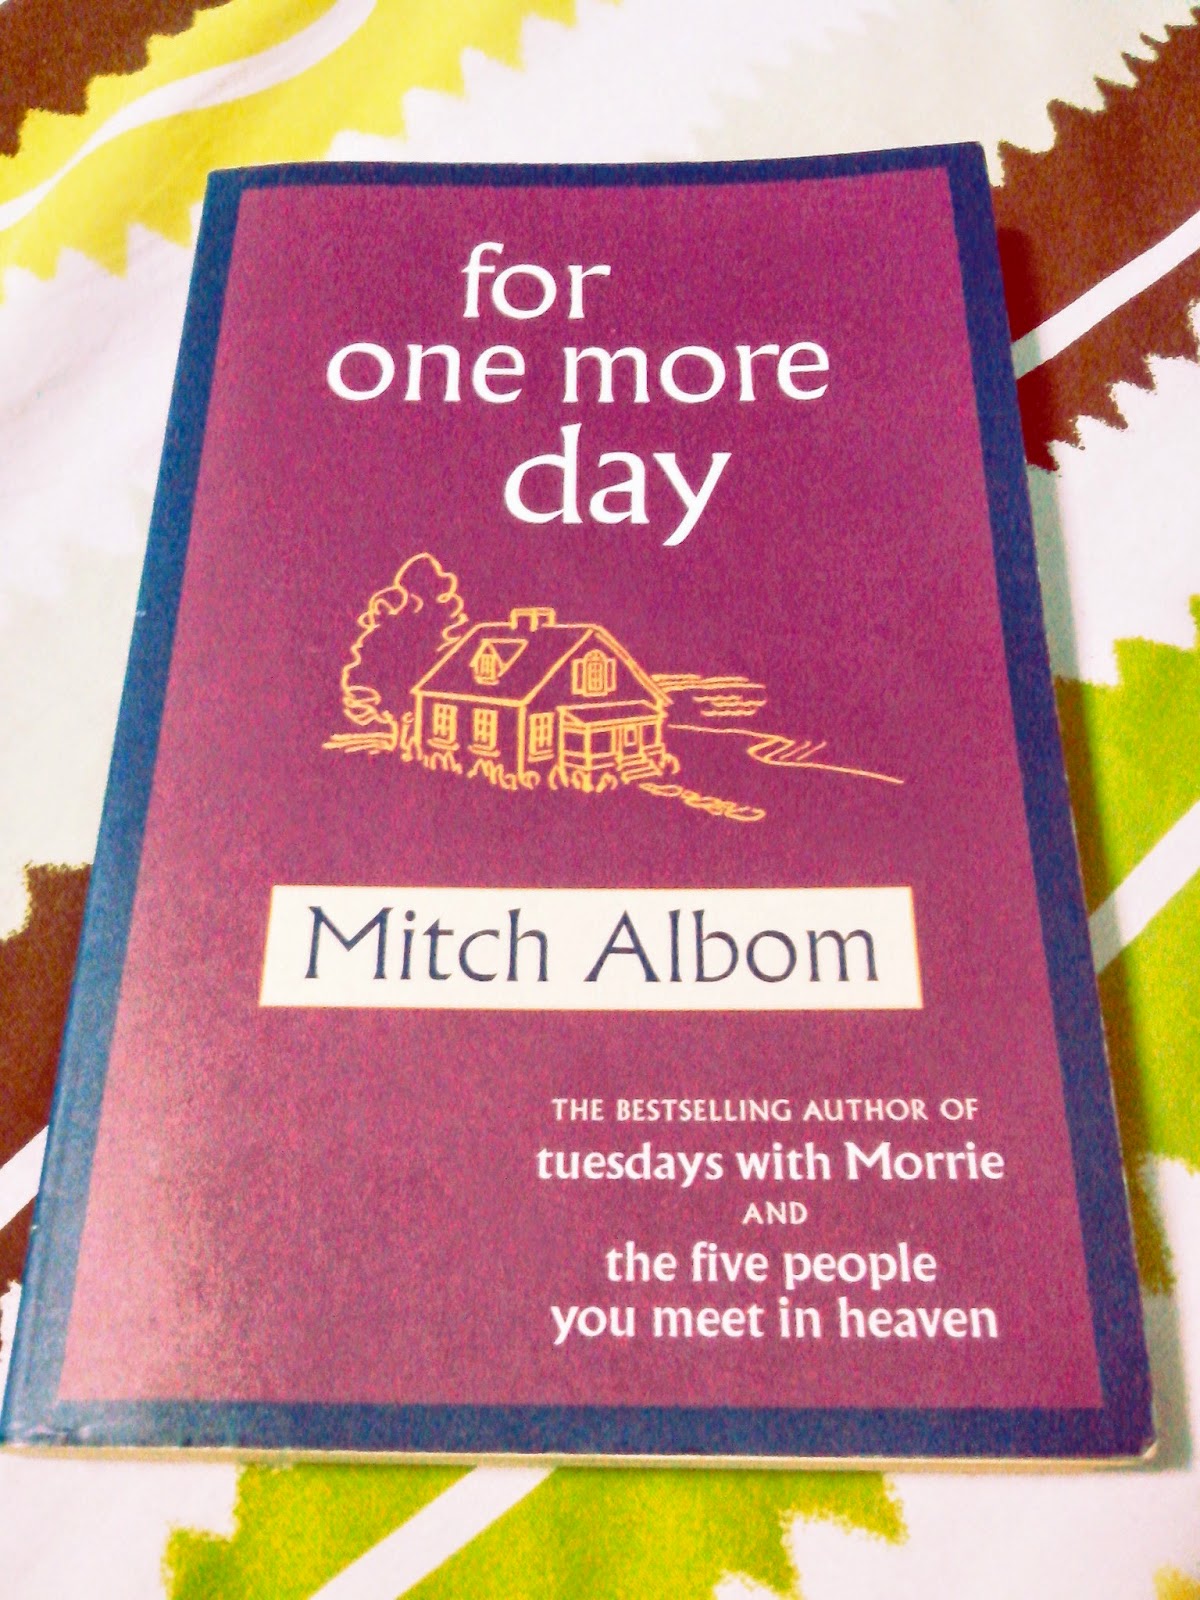 for
one more
day
Mitch Albom
THE BESTSELLING AUTHOR OF
tuesdays with Morrie
AND
the five people
you meet in heaven